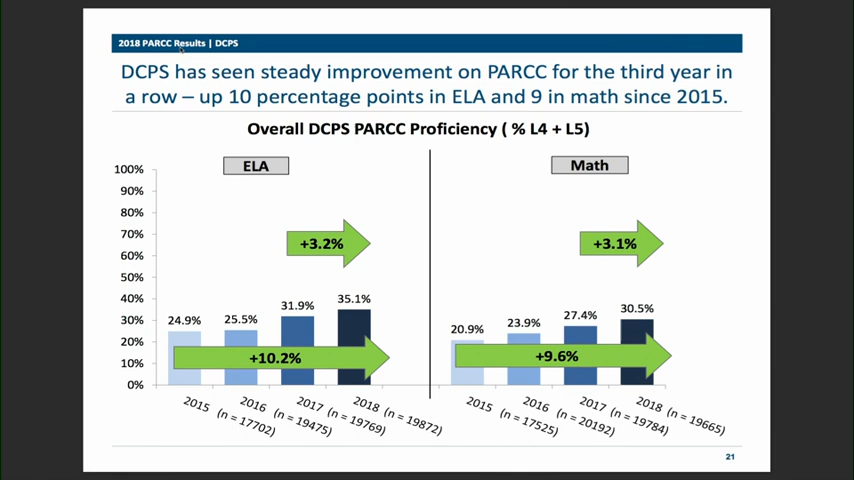 2018 PARCC Results | DCPS
DCPS has seen steady improvement on PARCC for the third year in
a row – up 10 percentage points in ELA and 9 in math since 2015.
Overall DCPS PARCC Proficiency ( % L4 + L5)
ELA
Math
100%
90%
80%
70%
60%
50%
40%
30%
20%
10%
0%
+3.2%
24.9%
25.5%
31.9%
35.1%
+10.2%
2015 (n = 17702)
2016 (n = 19475)
2017 (n = 19769)
2018 (n = 19872)
+3.1%
20.9%
23.9%
27.4%
30.5%
+9.6%
2015 (n = 17525)
2016 (n = 20192)
2017 (n = 19784)
2018 (n = 19665)
21